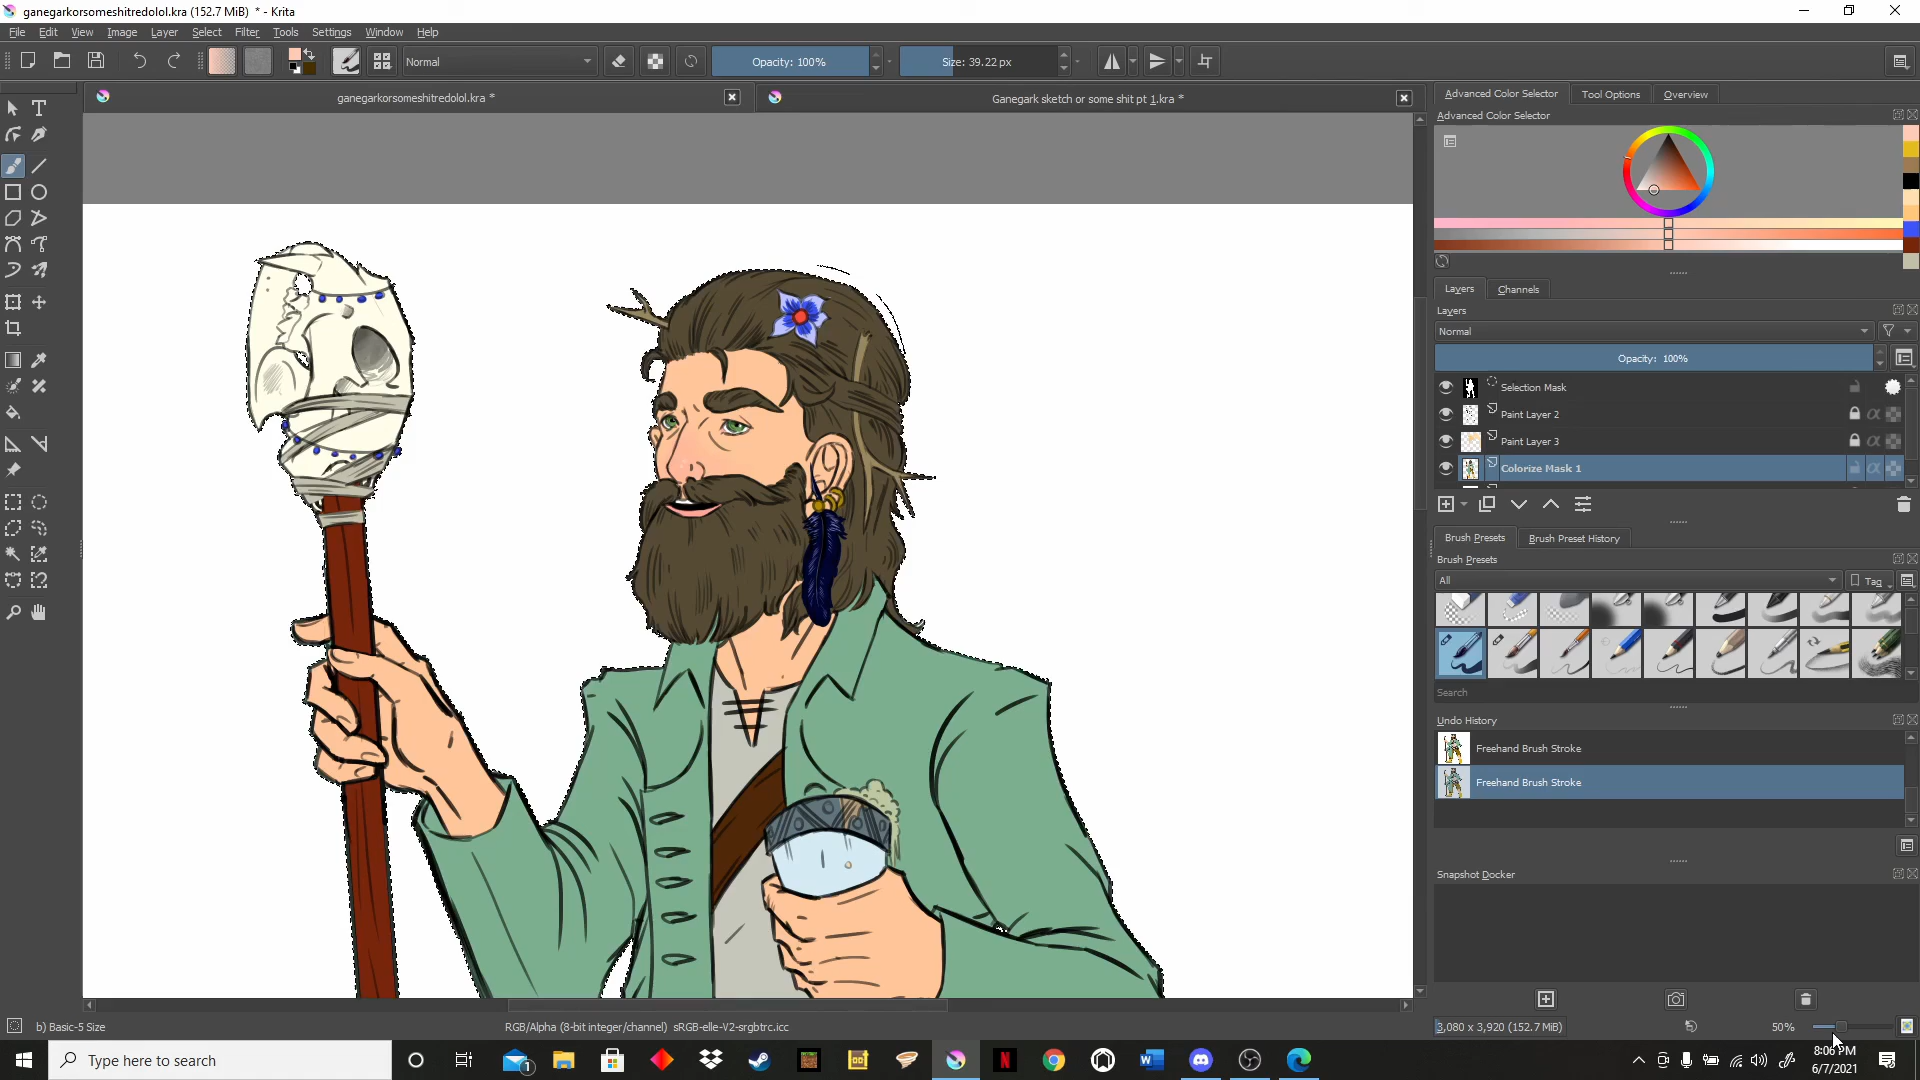 ganegarkorsomeshitredolol.kra (152.7 MiB) * - Krita
File Edit View Image Layer Select Filter Tools Settings Window Help
Normal Opacity: 100% Size: 39.22 px
ganegarkorsomeshitredolol.kra * Ganegark sketch or some shit pt 1.kra *
Advanced Color Selector Tool Options Overview
Advanced Color Selector
Layers Channels
Layers
Normal
Opacity: 100%
Selection Mask
Paint Layer 2
Paint Layer 3
Colorize Mask 1
Brush Presets Brush Preset History
Brush Presets
All Tag
Search
Undo History
Freehand Brush Stroke
Freehand Brush Stroke
Snapshot Docker
b) Basic-5 Size RGB/Alpha (8-bit integer/channel) sRGB-elle-V2-srgbtrc.icc 3,080 x 3,920 (152.7 MiB) 50%
Type here to search 1
8:06 PM
6/7/2021